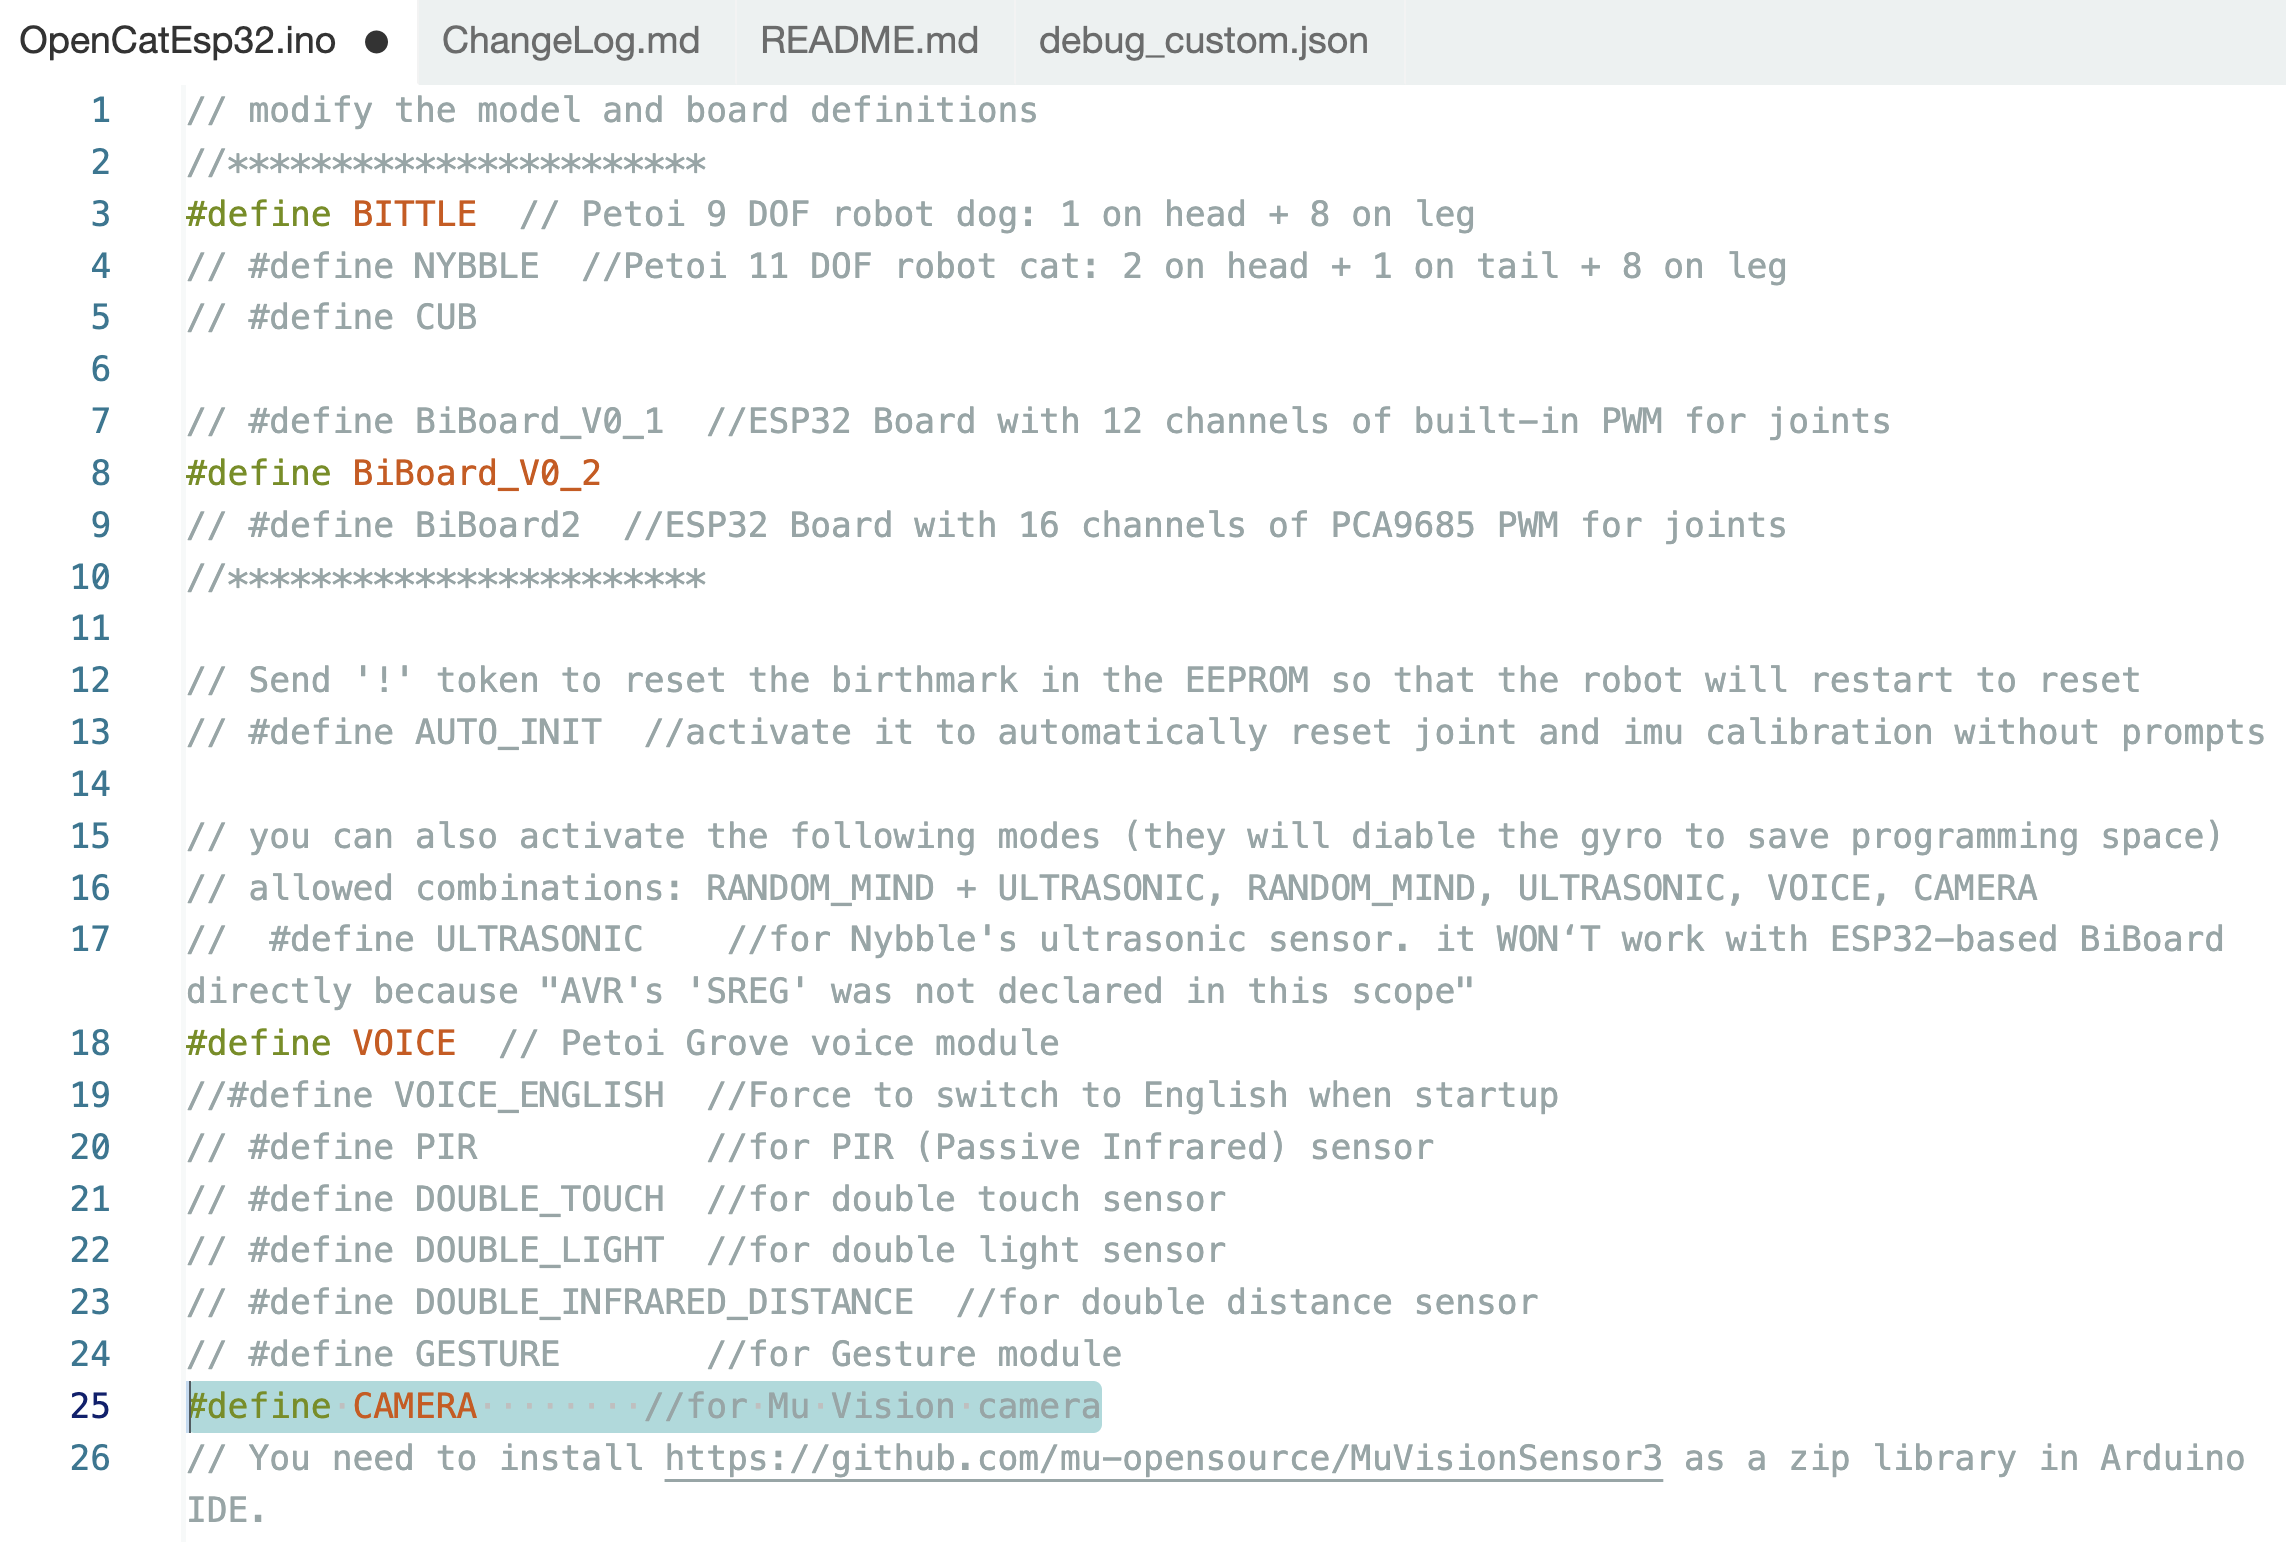 OpenCatEsp32.ino ● ChangeLog.md README.md debug_custom.json
1 // modify the model and board definitions
2 //***********************
3 #define BITTLE  // Petoi 9 DOF robot dog: 1 on head + 8 on leg
4 // #define NYBBLE  //Petoi 11 DOF robot cat: 2 on head + 1 on tail + 8 on leg
5 // #define CUB
6
7 // #define BiBoard_V0_1  //ESP32 Board with 12 channels of built-in PWM for joints
8 #define BiBoard_V0_2
9 // #define BiBoard2  //ESP32 Board with 16 channels of PCA9685 PWM for joints
10 //***********************
11
12 // Send '!' token to reset the birthmark in the EEPROM so that the robot will restart to reset
13 // #define AUTO_INIT  //activate it to automatically reset joint and imu calibration without prompts
14
15 // you can also activate the following modes (they will diable the gyro to save programming space)
16 // allowed combinations: RANDOM_MIND + ULTRASONIC, RANDOM_MIND, ULTRASONIC, VOICE, CAMERA
17 //  #define ULTRASONIC    //for Nybble's ultrasonic sensor. it WON‘T work with ESP32-based BiBoard
directly because "AVR's 'SREG' was not declared in this scope"
18 #define VOICE  // Petoi Grove voice module
19 //#define VOICE_ENGLISH  //Force to switch to English when startup
20 // #define PIR           //for PIR (Passive Infrared) sensor
21 // #define DOUBLE_TOUCH  //for double touch sensor
22 // #define DOUBLE_LIGHT  //for double light sensor
23 // #define DOUBLE_INFRARED_DISTANCE  //for double distance sensor
24 // #define GESTURE       //for Gesture module
25 #define CAMERA        //for Mu Vision camera
26 // You need to install https://github.com/mu-opensource/MuVisionSensor3 as a zip library in Arduino
IDE.